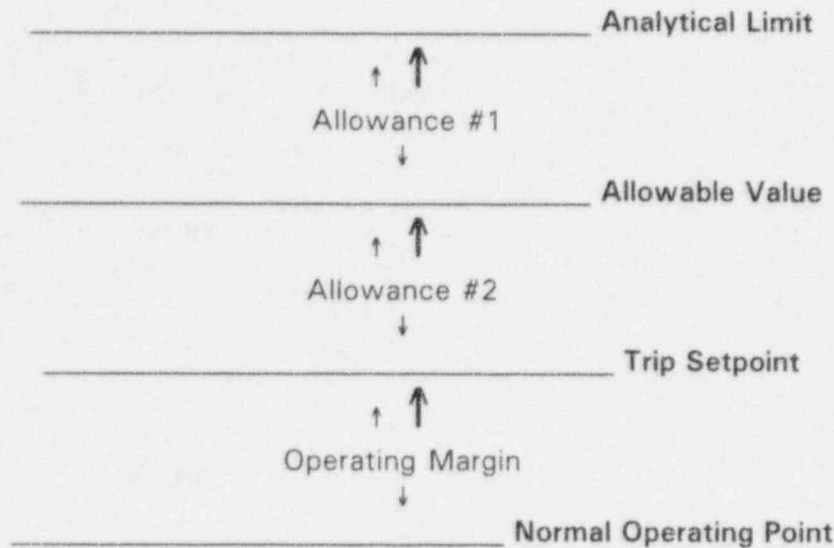 Analytical Limit
Allowance #1
Allowable Value
Allowance #2
Trip Setpoint
Operating Margin
Normal Operating Point